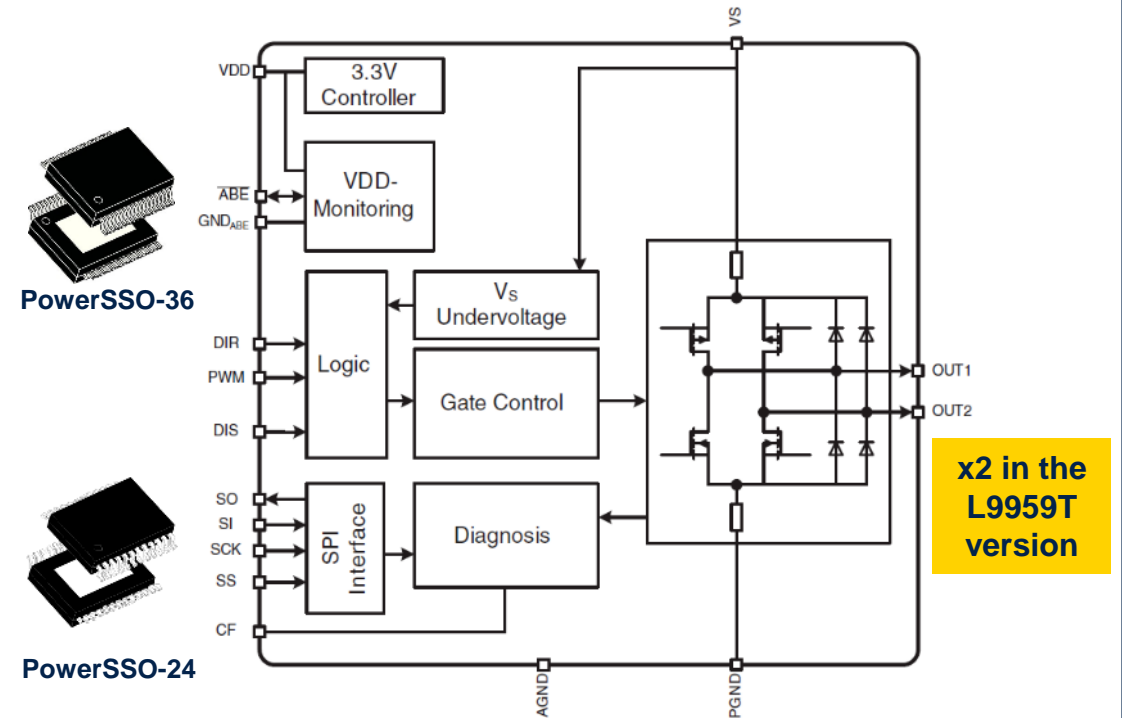 VS
VDD
3.3V
Controller
ABE
GNDABE
VDD-
Monitoring
PowerSSO-36
VS
Undervoltage
DIR
PWM
DIS
Logic
Gate Control
OUT1
OUT2
x2 in the
L9959T
version
SO
SI
SCK
SS
CF
SPI
Interface
Diagnosis
PowerSSO-24
AGND
PGND